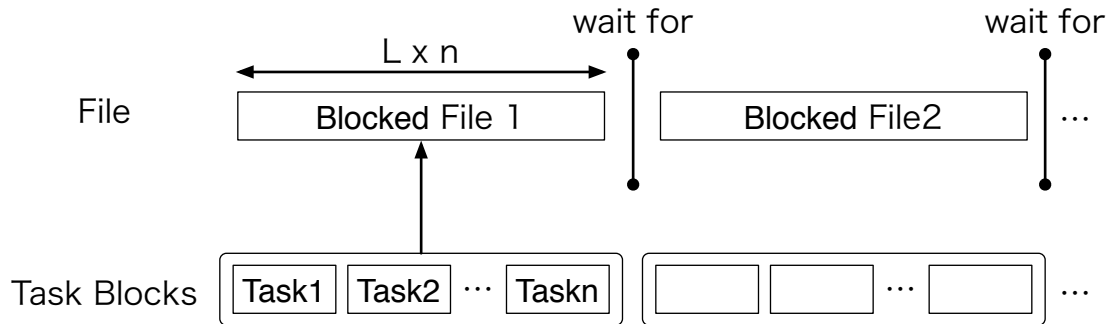 wait for
wait for
L x n
File
Blocked File 1
Blocked File2
…
Task Blocks
Task1
Task2
…
Taskn
…
…